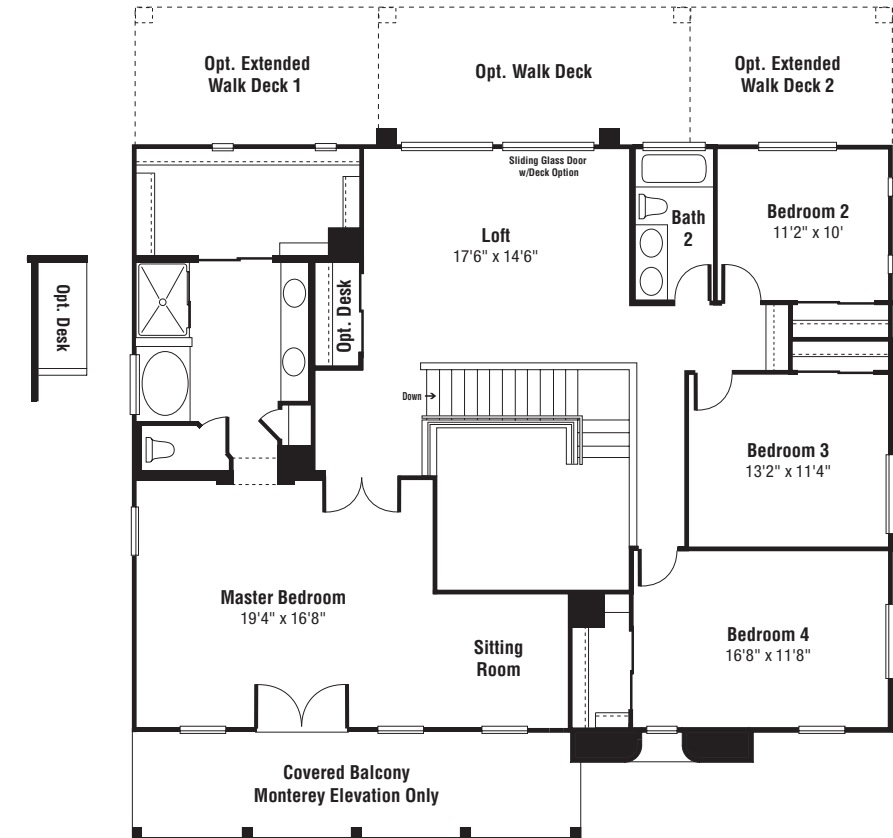 Opt. Extended
Walk Deck 1
Opt. Walk Deck
Opt. Extended
Walk Deck 2
Sliding Glass Door
w/Deck Option
Loft
17'6" x 14'6"
Bath
2
Bedroom 2
11'2" x 10'
Opt. Desk
Opt. Desk
Down
Bedroom 3
13'2" x 11'4"
Master Bedroom
19'4" x 16'8"
Sitting
Room
Bedroom 4
16'8" x 11'8"
Covered Balcony
Monterey Elevation Only